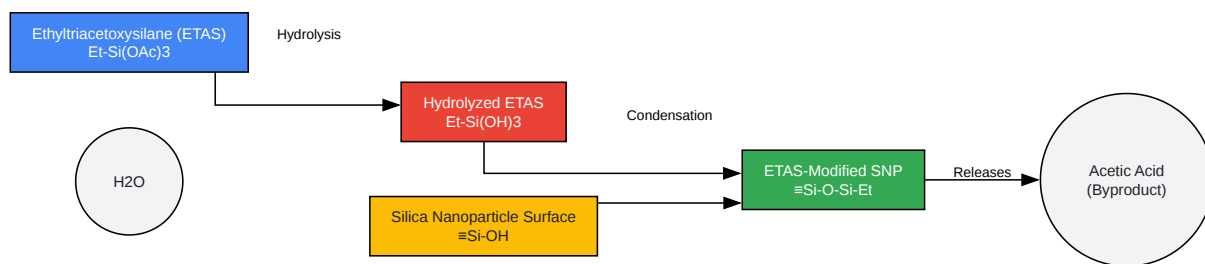 Ethyltriacetoxysilane (ETAS)
Et-Si(OAc)3
Hydrolysis
Hydrolyzed ETAS
Et-Si(OH)3
Condensation
H2O
ETAS-Modified SNP
≡Si-O-Si-Et
Releases
Acetic Acid
(Byproduct)
Silica Nanoparticle Surface
≡Si-OH